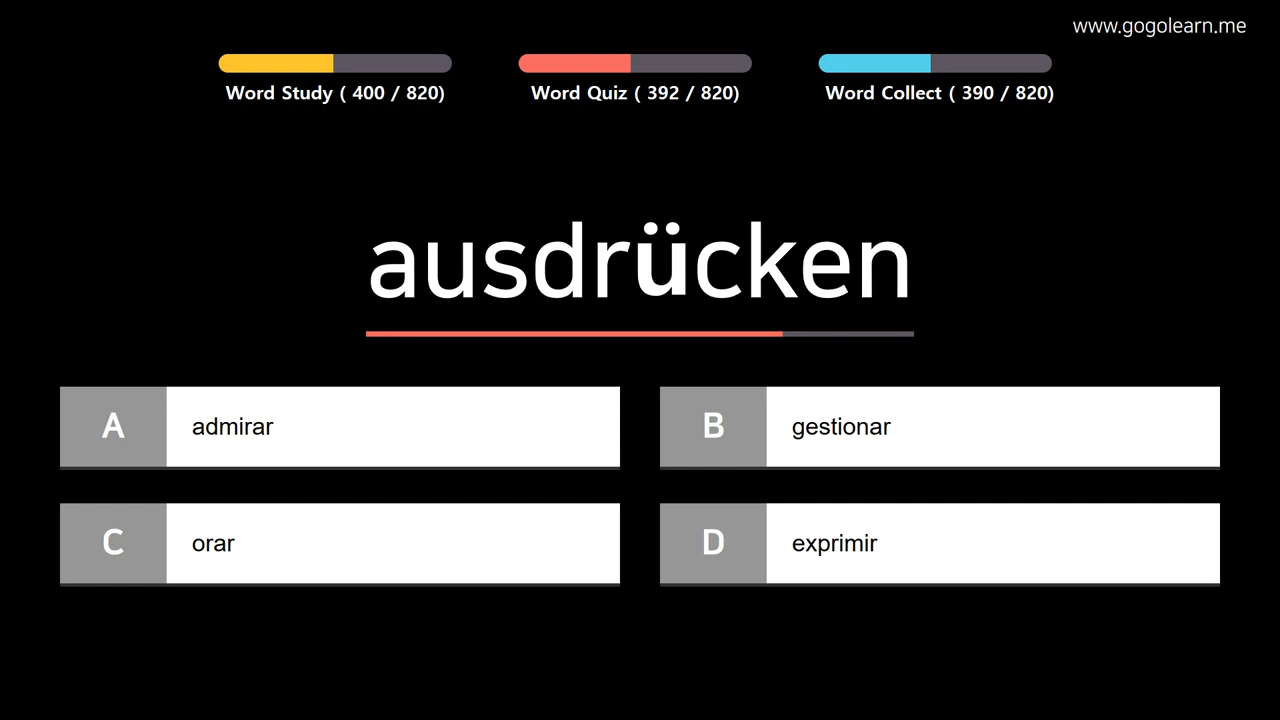 www.gogolearn.me
Word Study ( 400 / 820)
Word Quiz ( 392 / 820)
Word Collect ( 390 / 820)
ausdrücken
A admirar
B gestionar
C orar
D exprimir